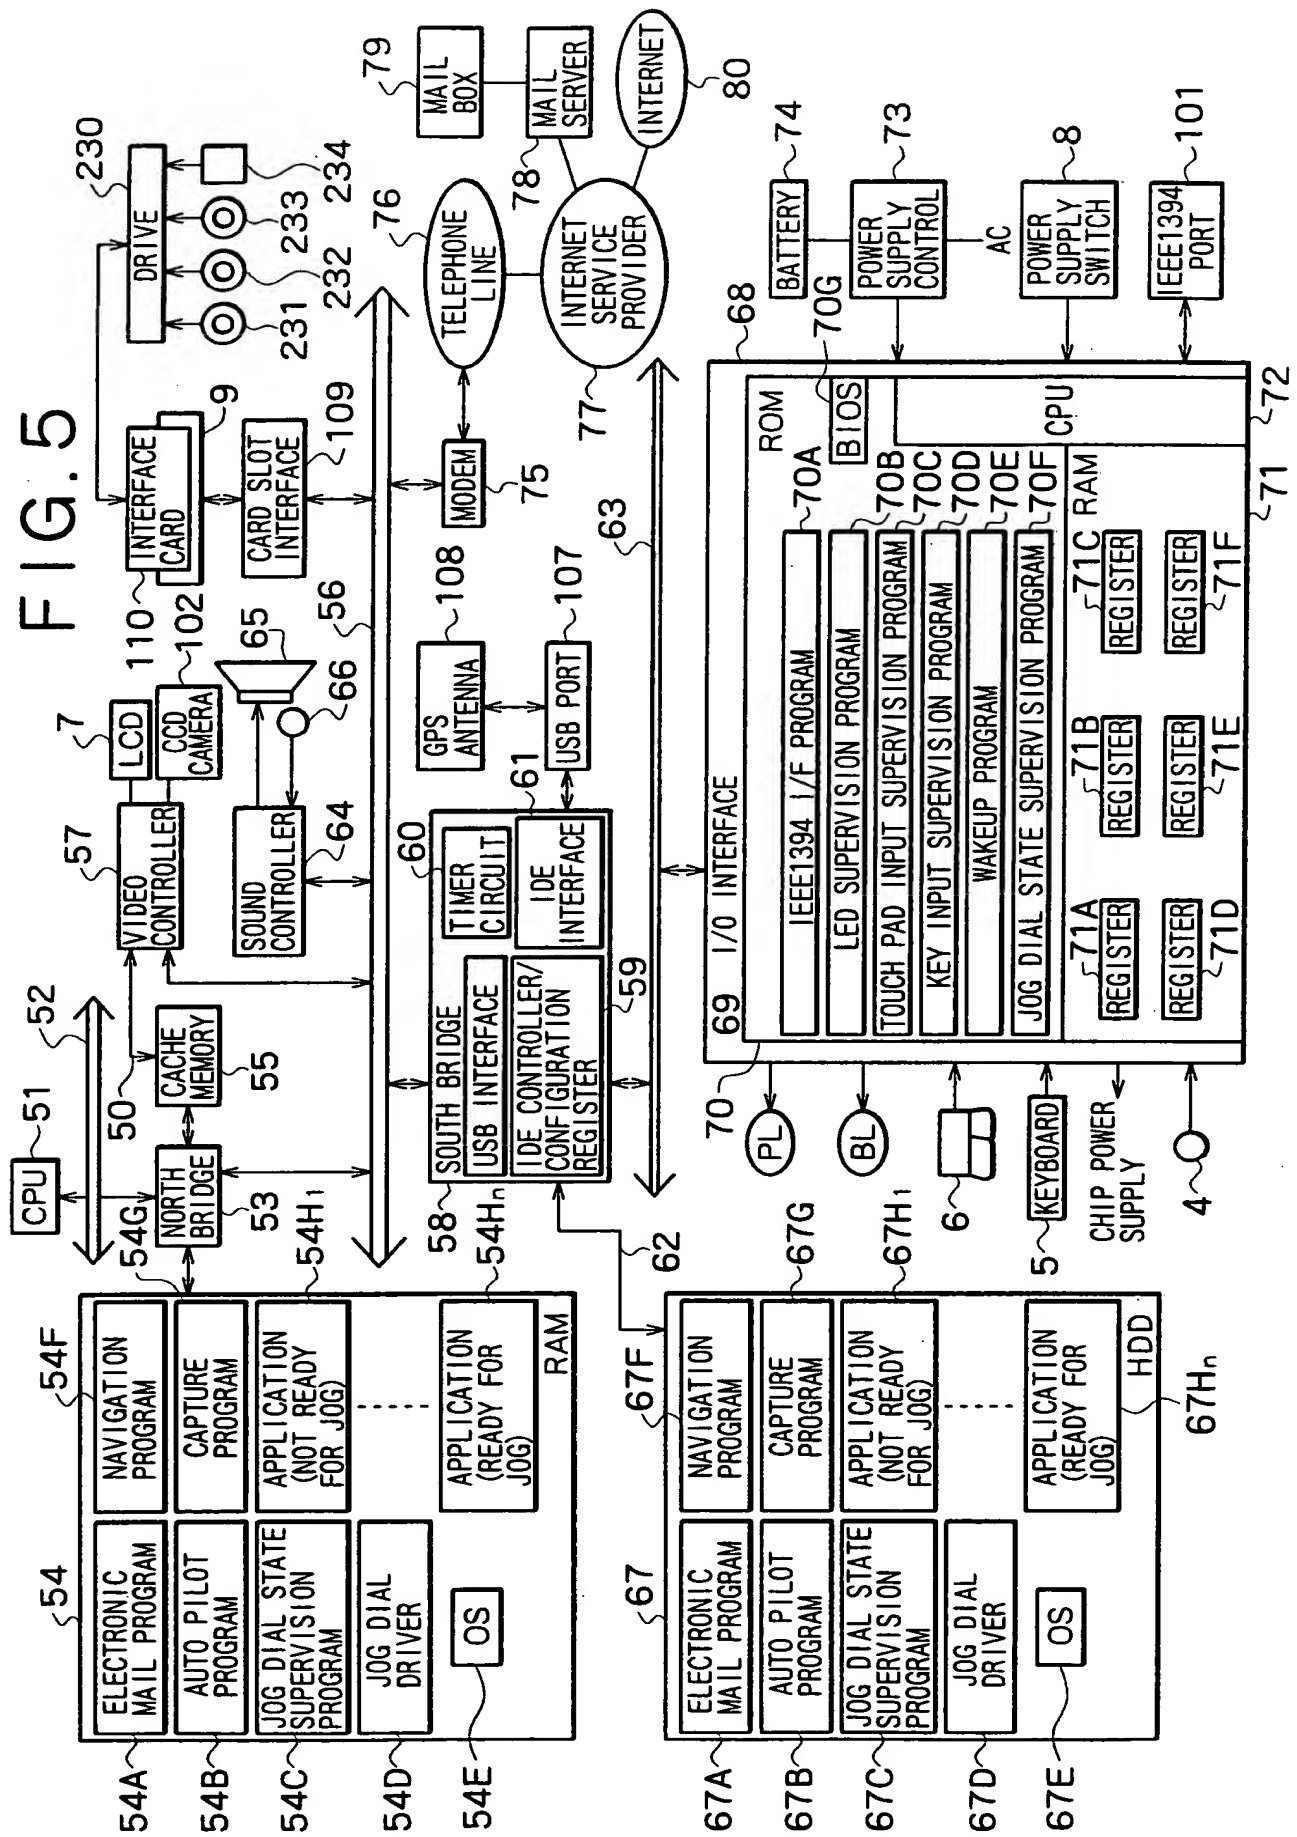 FIG. 5
54
54F
54G
54H1
54Hn
54A
54B
54C
54D
54E
ELECTRONIC
MAIL PROGRAM
AUTO PILOT
PROGRAM
JOG DIAL STATE
SUPERVISION
PROGRAM
JOG DIAL
DRIVER
OS
NAVIGATION
PROGRAM
CAPTURE
PROGRAM
APPLICATION
(NOT READY
FOR JOG)
APPLICATION
(READY FOR
JOG)
RAM
CPU
51
52
NORTH
BRIDGE
53
CACHE
MEMORY
55
50
VIDEO
CONTROLLER
57
LCD
7
CCD
CAMERA
102
SOUND
CONTROLLER
64
65
66
56
INTERFACE
CARD
110
9
CARD SLOT
INTERFACE
109
DRIVE
230
231
232
233
234
MODEM
75
TELEPHONE
LINE
76
INTERNET
SERVICE
PROVIDER
77
MAIL
SERVER
78
MAIL
BOX
79
INTERNET
80
SOUTH BRIDGE
58
USB INTERFACE
IDE CONTROLLER/
CONFIGURATION
REGISTER
59
TIMER
CIRCUIT
60
IDE
INTERFACE
61
GPS
ANTENNA
108
USB PORT
107
62
63
67
67F
67G
67H1
67Hn
67A
67B
67C
67D
67E
ELECTRONIC
MAIL PROGRAM
AUTO PILOT
PROGRAM
JOG DIAL STATE
SUPERVISION
PROGRAM
JOG DIAL
DRIVER
OS
NAVIGATION
PROGRAM
CAPTURE
PROGRAM
APPLICATION
(NOT READY
FOR JOG)
APPLICATION
(READY FOR
JOG)
HDD
69 I/O INTERFACE
68
70
ROM
IEEE1394 I/F PROGRAM
70A
LED SUPERVISION PROGRAM
70B
TOUCH PAD INPUT SUPERVISION PROGRAM
70C
KEY INPUT SUPERVISION PROGRAM
70D
WAKEUP PROGRAM
70E
JOG DIAL STATE SUPERVISION PROGRAM
70F
BIOS
70G
CPU
72
RAM
71
71A
REGISTER
71B
REGISTER
71C
REGISTER
REGISTER
71D
REGISTER
71E
REGISTER
71F
PL
BL
6
KEYBOARD
5
CHIP POWER
SUPPLY
4
BATTERY
74
POWER
SUPPLY
CONTROL
73
AC
POWER
SUPPLY
SWITCH
8
IEEE1394
PORT
101